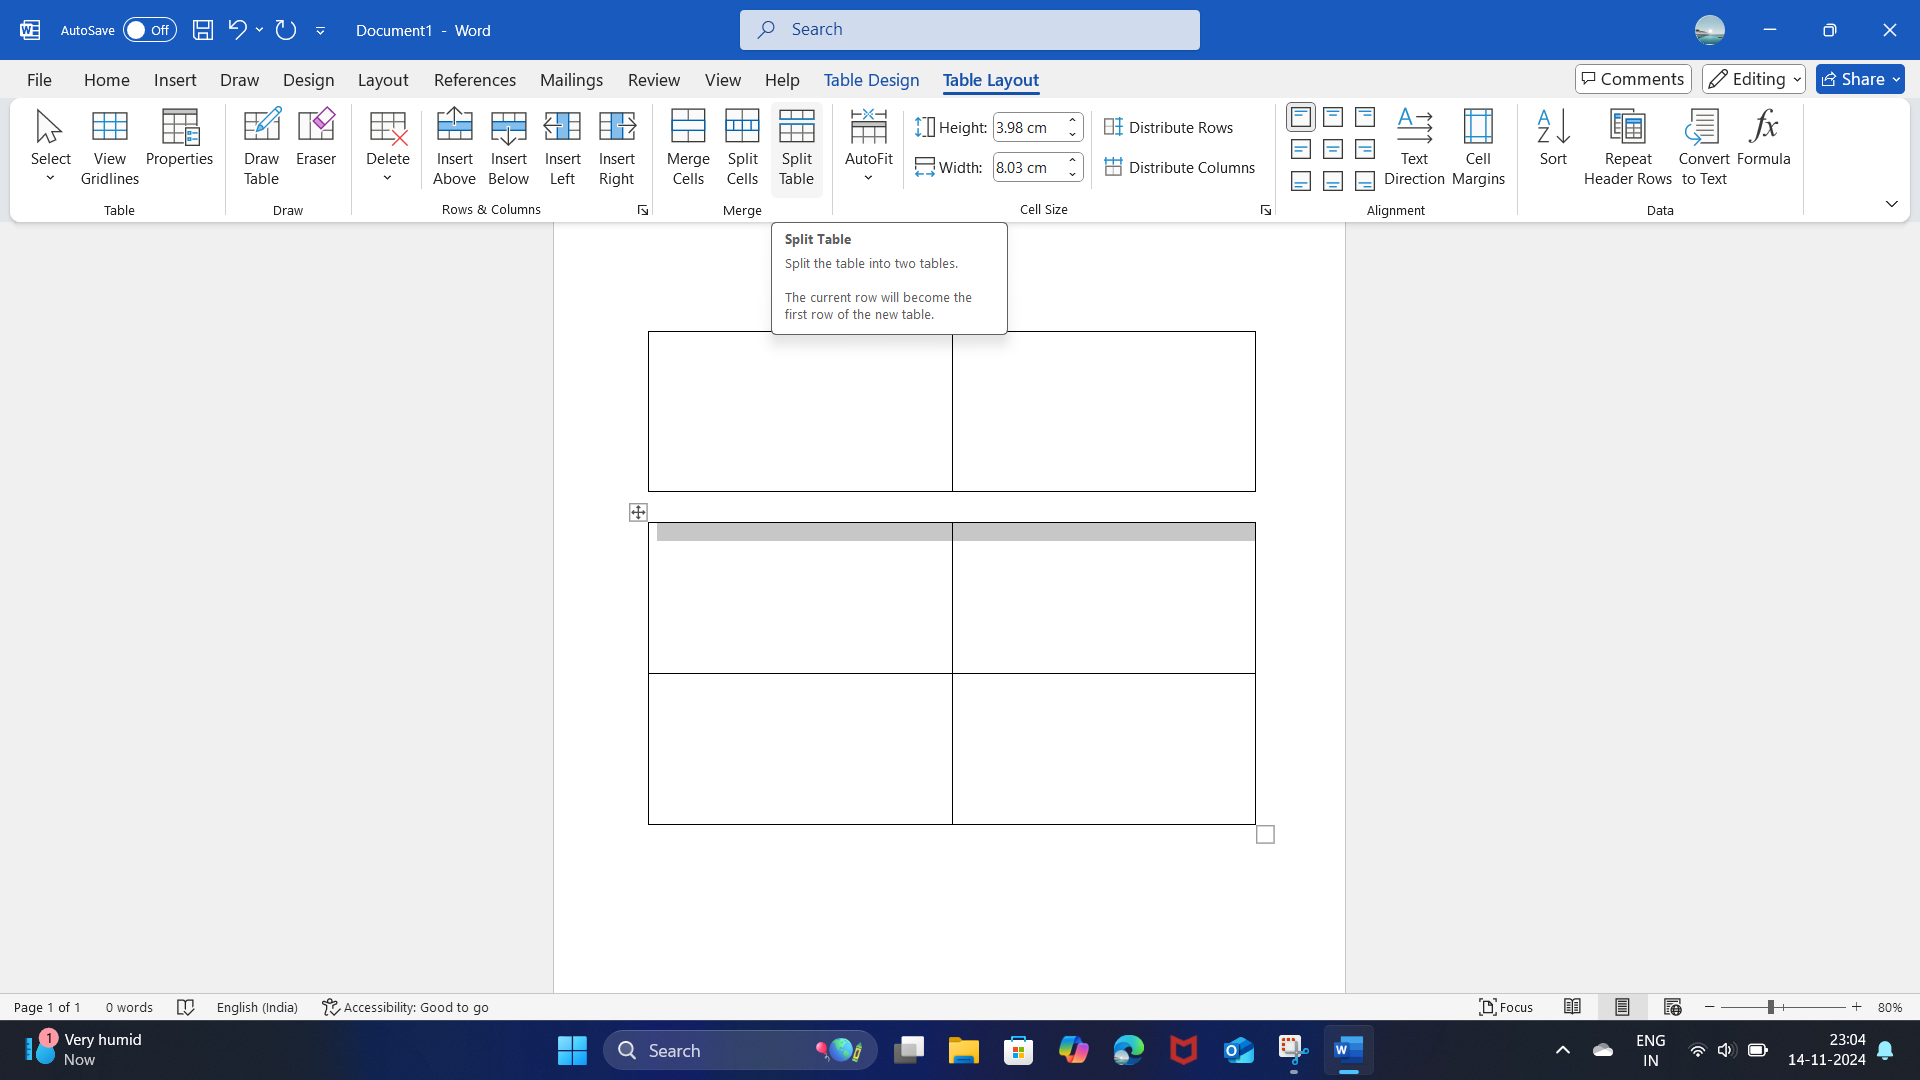 AutoSave Off Document1 - Word Search
File Home Insert Draw Design Layout References Mailings Review View Help Table Design Table Layout Comments Editing Share
Select
View Gridlines
Properties
Table
Draw Table
Eraser
Draw
Delete
Insert Above
Insert Below
Insert Left
Insert Right
Rows & Columns
Merge Cells
Split Cells
Split Table
Merge
AutoFit
Height: 3.98 cm
Width: 8.03 cm
Distribute Rows
Distribute Columns
Cell Size
Text Direction
Cell Margins
Alignment
A
Z
Sort
Repeat Header Rows
Convert to Text
fx
Formula
Data
Split Table
Split the table into two tables.
The current row will become the
first row of the new table.
Page 1 of 1 0 words English (India) Accessibility: Good to go Focus 80%
1 Very humid
Now
Search
ENG
IN
23:04
14-11-2024